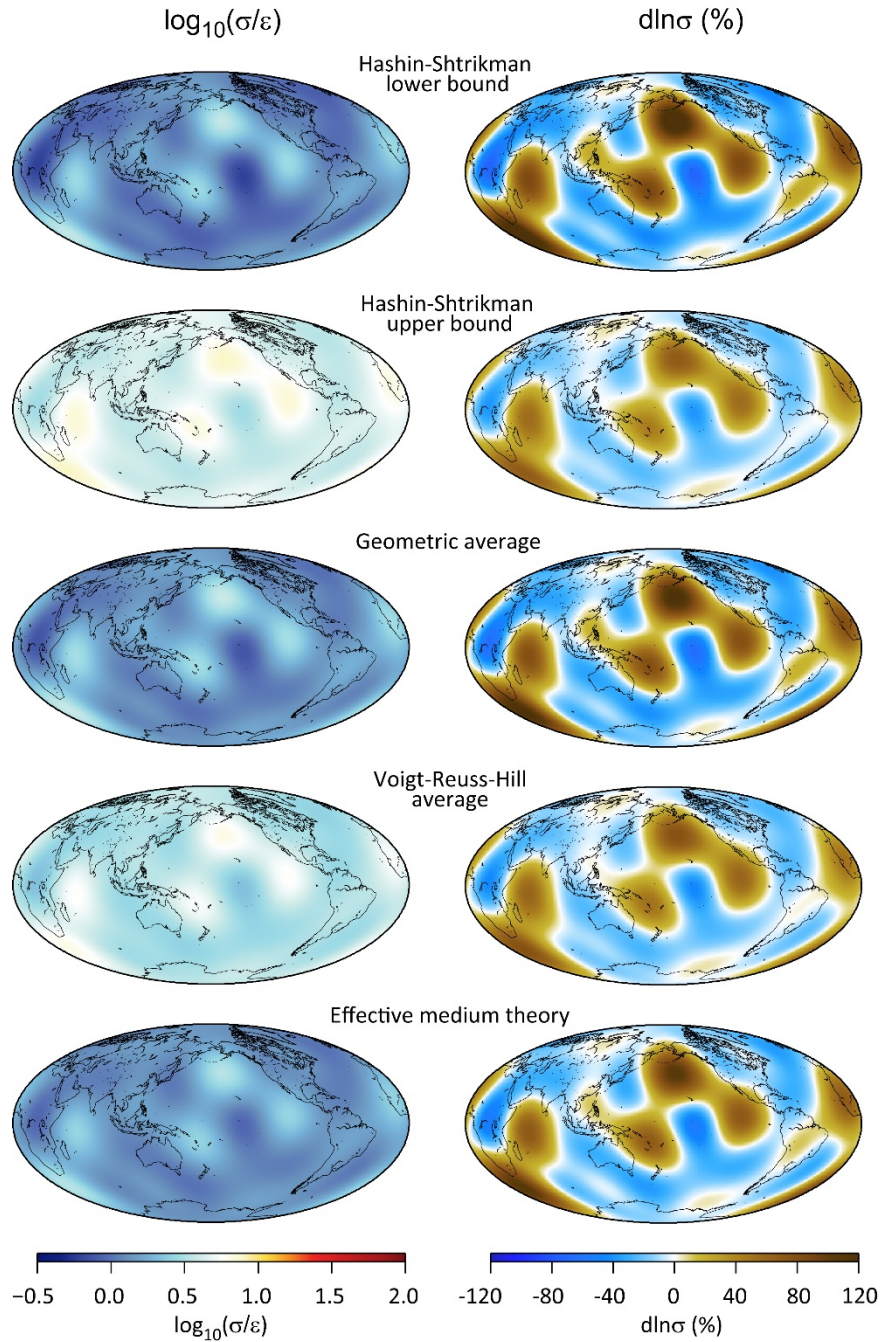 log₁₀(σ/ε)
dlnσ (%)
Hashin-Shtrikman
lower bound
Hashin-Shtrikman
upper bound
Geometric average
Voigt-Reuss-Hill
average
Effective medium theory
−0.5 0.0 0.5 1.0 1.5 2.0
log₁₀(σ/ε)
-120 -80 -40 0 40 80 120
dlnσ (%)